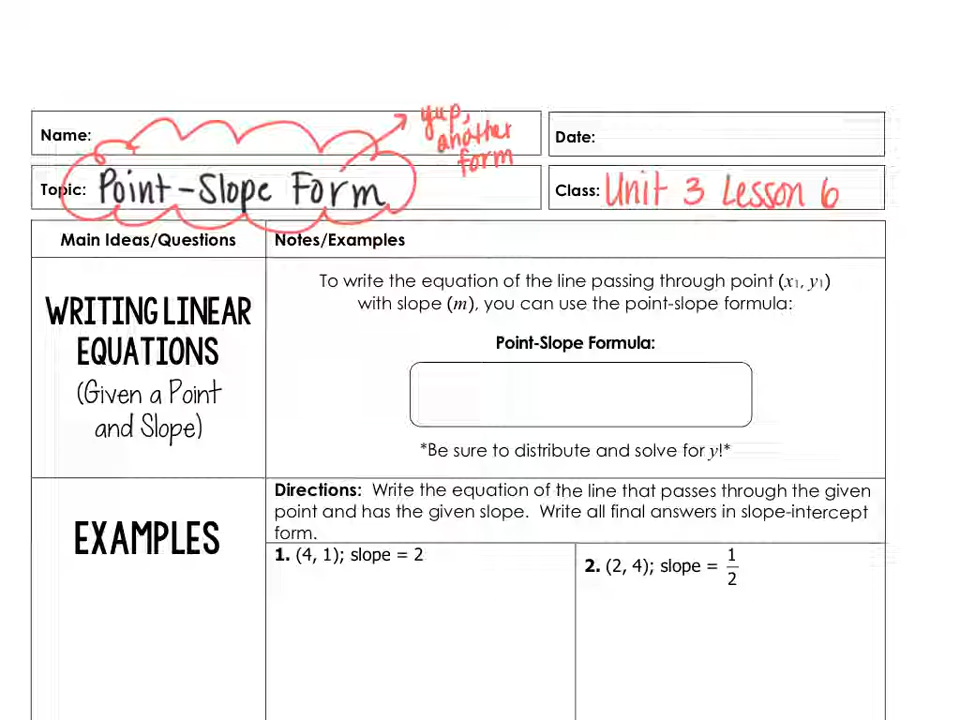 yup,
another
form
Name:
Date:
Topic: Point-Slope Form
Class: Unit 3 Lesson 6
Main Ideas/Questions
Notes/Examples
WRITING LINEAR
EQUATIONS
(Given a Point
and Slope)
To write the equation of the line passing through point (x₁, y₁)
with slope (m), you can use the point-slope formula:
Point-Slope Formula:
*Be sure to distribute and solve for y!*
EXAMPLES
Directions: Write the equation of the line that passes through the given
point and has the given slope. Write all final answers in slope-intercept
form.
1. (4, 1); slope = 2
2. (2, 4); slope = 1/2